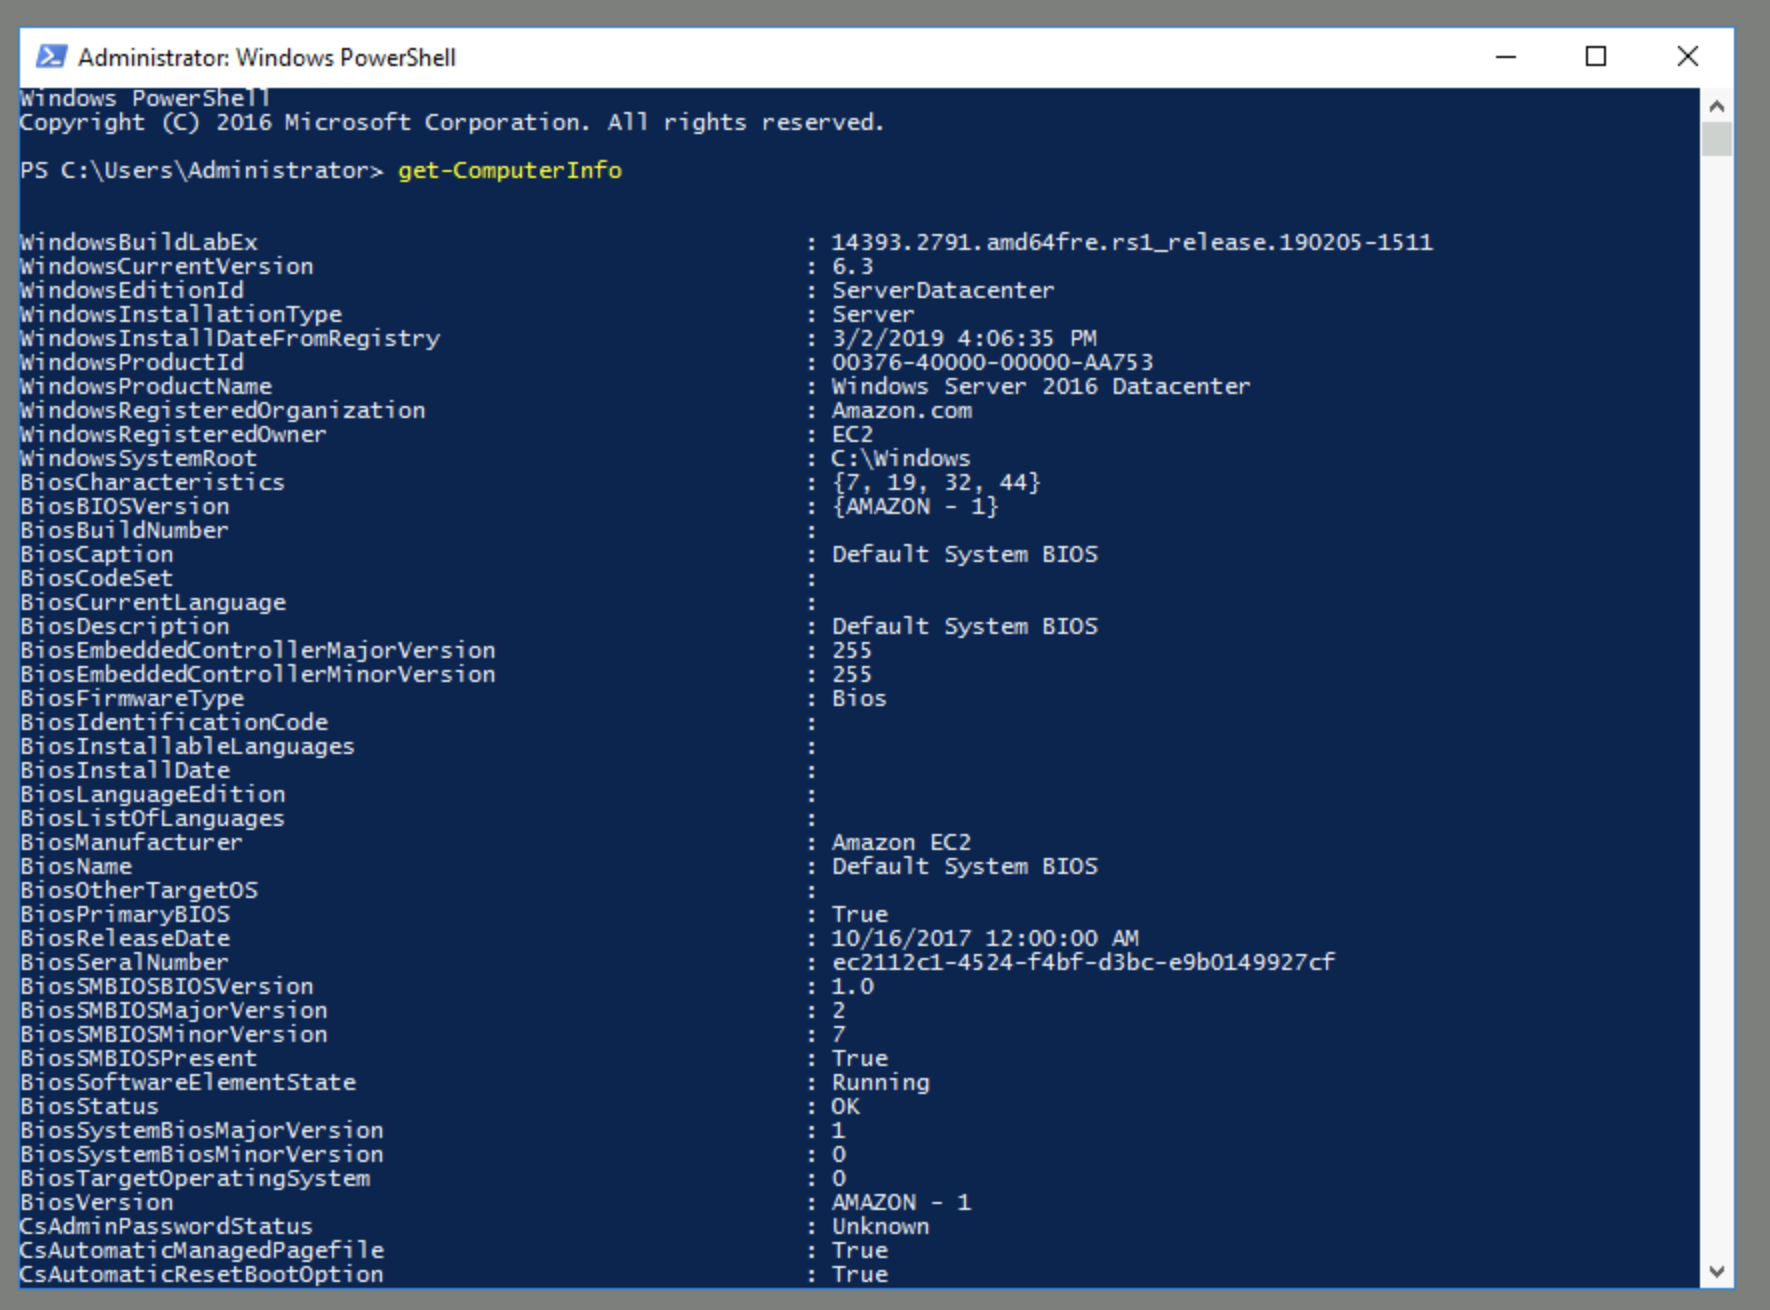 Administrator: Windows PowerShell
Windows PowerShell
Copyright (C) 2016 Microsoft Corporation. All rights reserved.
PS C:\Users\Administrator> get-ComputerInfo
WindowsBuildLabEx : 14393.2791.amd64fre.rs1_release.190205-1511
WindowsCurrentVersion : 6.3
WindowsEditionId : ServerDatacenter
WindowsInstallationType : Server
WindowsInstallDateFromRegistry : 3/2/2019 4:06:35 PM
WindowsProductId : 00376-40000-00000-AA753
WindowsProductName : Windows Server 2016 Datacenter
WindowsRegisteredOrganization : Amazon.com
WindowsRegisteredOwner : EC2
WindowsSystemRoot : C:\Windows
BiosCharacteristics : {7, 19, 32, 44}
BiosBIOSVersion : {AMAZON - 1}
BiosBuildNumber :
BiosCaption : Default System BIOS
BiosCodeSet :
BiosCurrentLanguage :
BiosDescription : Default System BIOS
BiosEmbeddedControllerMajorVersion : 255
BiosEmbeddedControllerMinorVersion : 255
BiosFirmwareType : Bios
BiosIdentificationCode :
BiosInstallableLanguages :
BiosInstallDate :
BiosLanguageEdition :
BiosListOfLanguages :
BiosManufacturer : Amazon EC2
BiosName : Default System BIOS
BiosOtherTargetOS :
BiosPrimaryBIOS : True
BiosReleaseDate : 10/16/2017 12:00:00 AM
BiosSeralNumber : ec2112c1-4524-f4bf-d3bc-e9b0149927cf
BiosSMBIOSBIOSVersion : 1.0
BiosSMBIOSMajorVersion : 2
BiosSMBIOSMinorVersion : 7
BiosSMBIOSPresent : True
BiosSoftwareElementState : Running
BiosStatus : OK
BiosSystemBiosMajorVersion : 1
BiosSystemBiosMinorVersion : 0
BiosTargetOperatingSystem : 0
BiosVersion : AMAZON - 1
CsAdminPasswordStatus : Unknown
CsAutomaticManagedPagefile : True
CsAutomaticResetBootOption : True